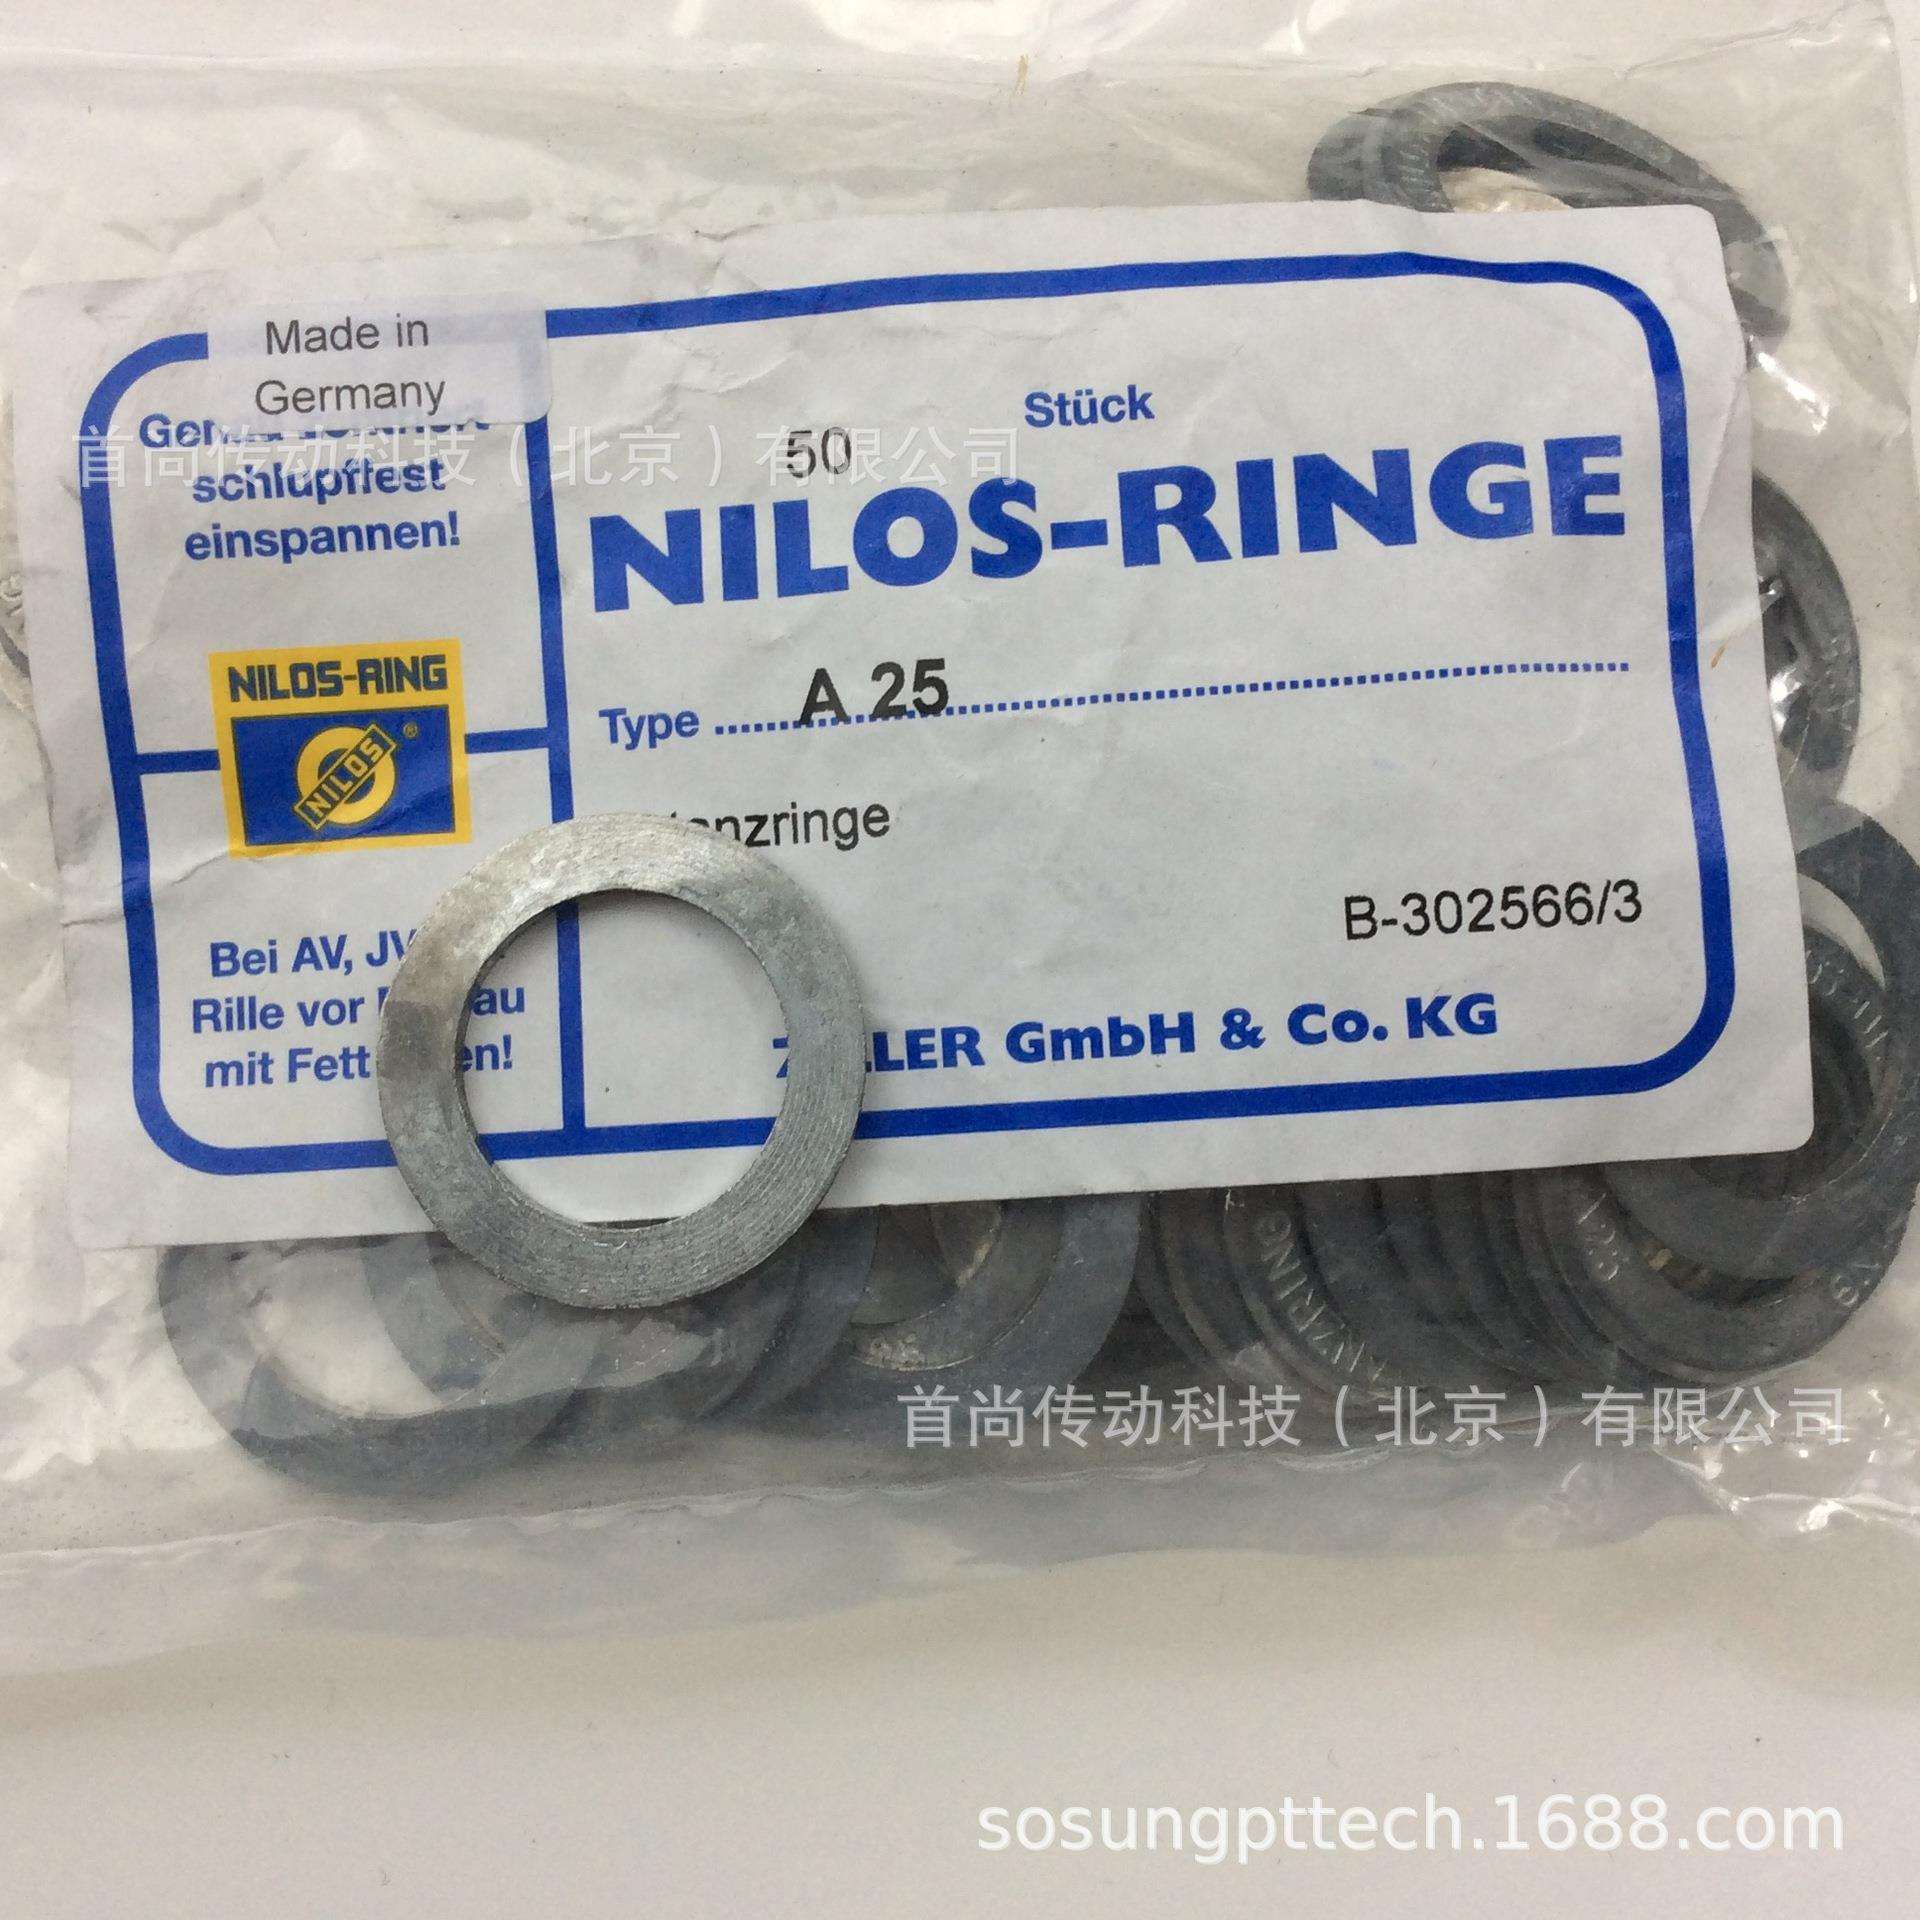 Made in
Germany
schlupffest
einspannen!
NILOS-RING
NILOS
®
Bei AV, JV
Rille vor
mit Fett
50 Stück
NILOS-RINGE
Type A 25
B-302566/3
GmbH & Co. KG
首尚传动科技（北京）有限公司
ANZRING
首尚传动科技（北京）有限公司
sosungpttech.1688.com